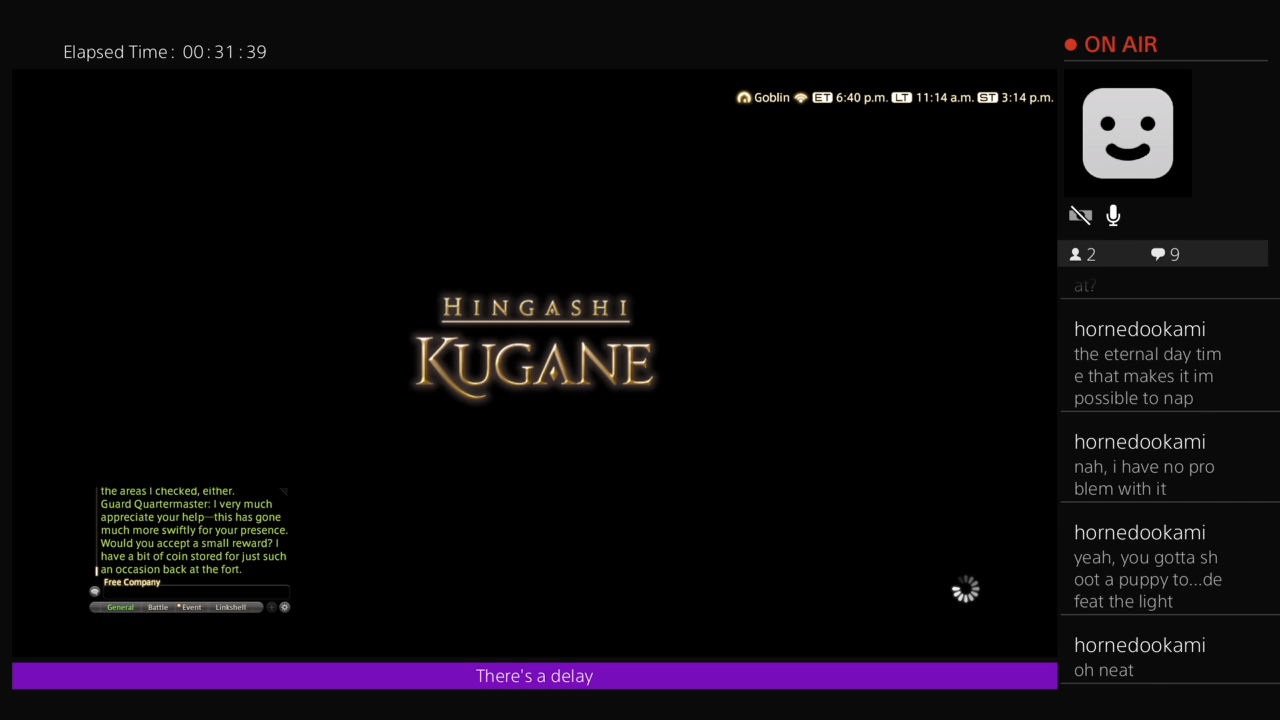 Elapsed Time: 00:31:39
ON AIR
Goblin ET 6:40 p.m. LT 11:14 a.m. ST 3:14 p.m.
2 9
at?
hornedookami
the eternal day tim
e that makes it im
possible to nap
hornedookami
nah, i have no pro
blem with it
hornedookami
yeah, you gotta sh
oot a puppy to...de
feat the light
hornedookami
oh neat
HINGASHI
KUGANE
the areas I checked, either.
Guard Quartermaster: I very much
appreciate your help—this has gone
much more swiftly for your presence.
Would you accept a small reward? I
have a bit of coin stored for just such
an occasion back at the fort.
Free Company
General Battle Event Linkshell
There's a delay